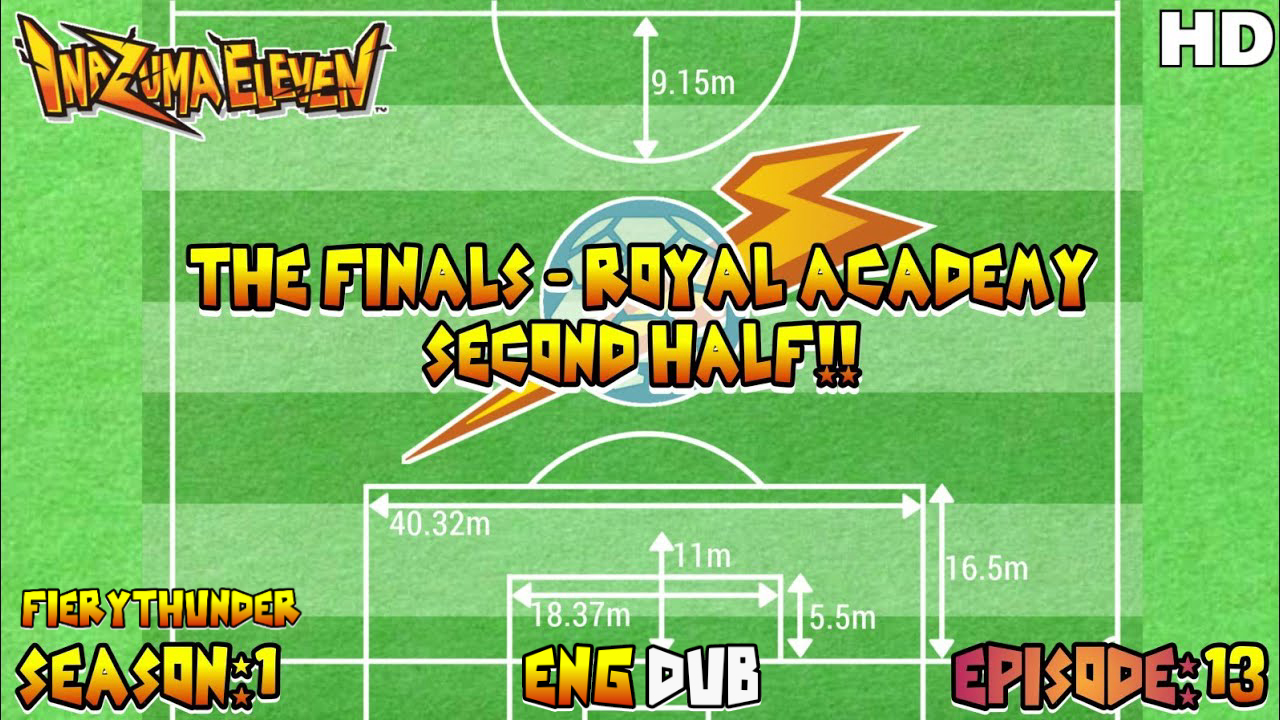 INAZUMA ELEVEN™
HD
9.15m
THE FINALS - ROYAL ACADEMY
SECOND HALF!!
40.32m
11m
16.5m
18.37m
5.5m
FIERYTHUNDER
SEASON:1
ENG DUB
EPISODE:13